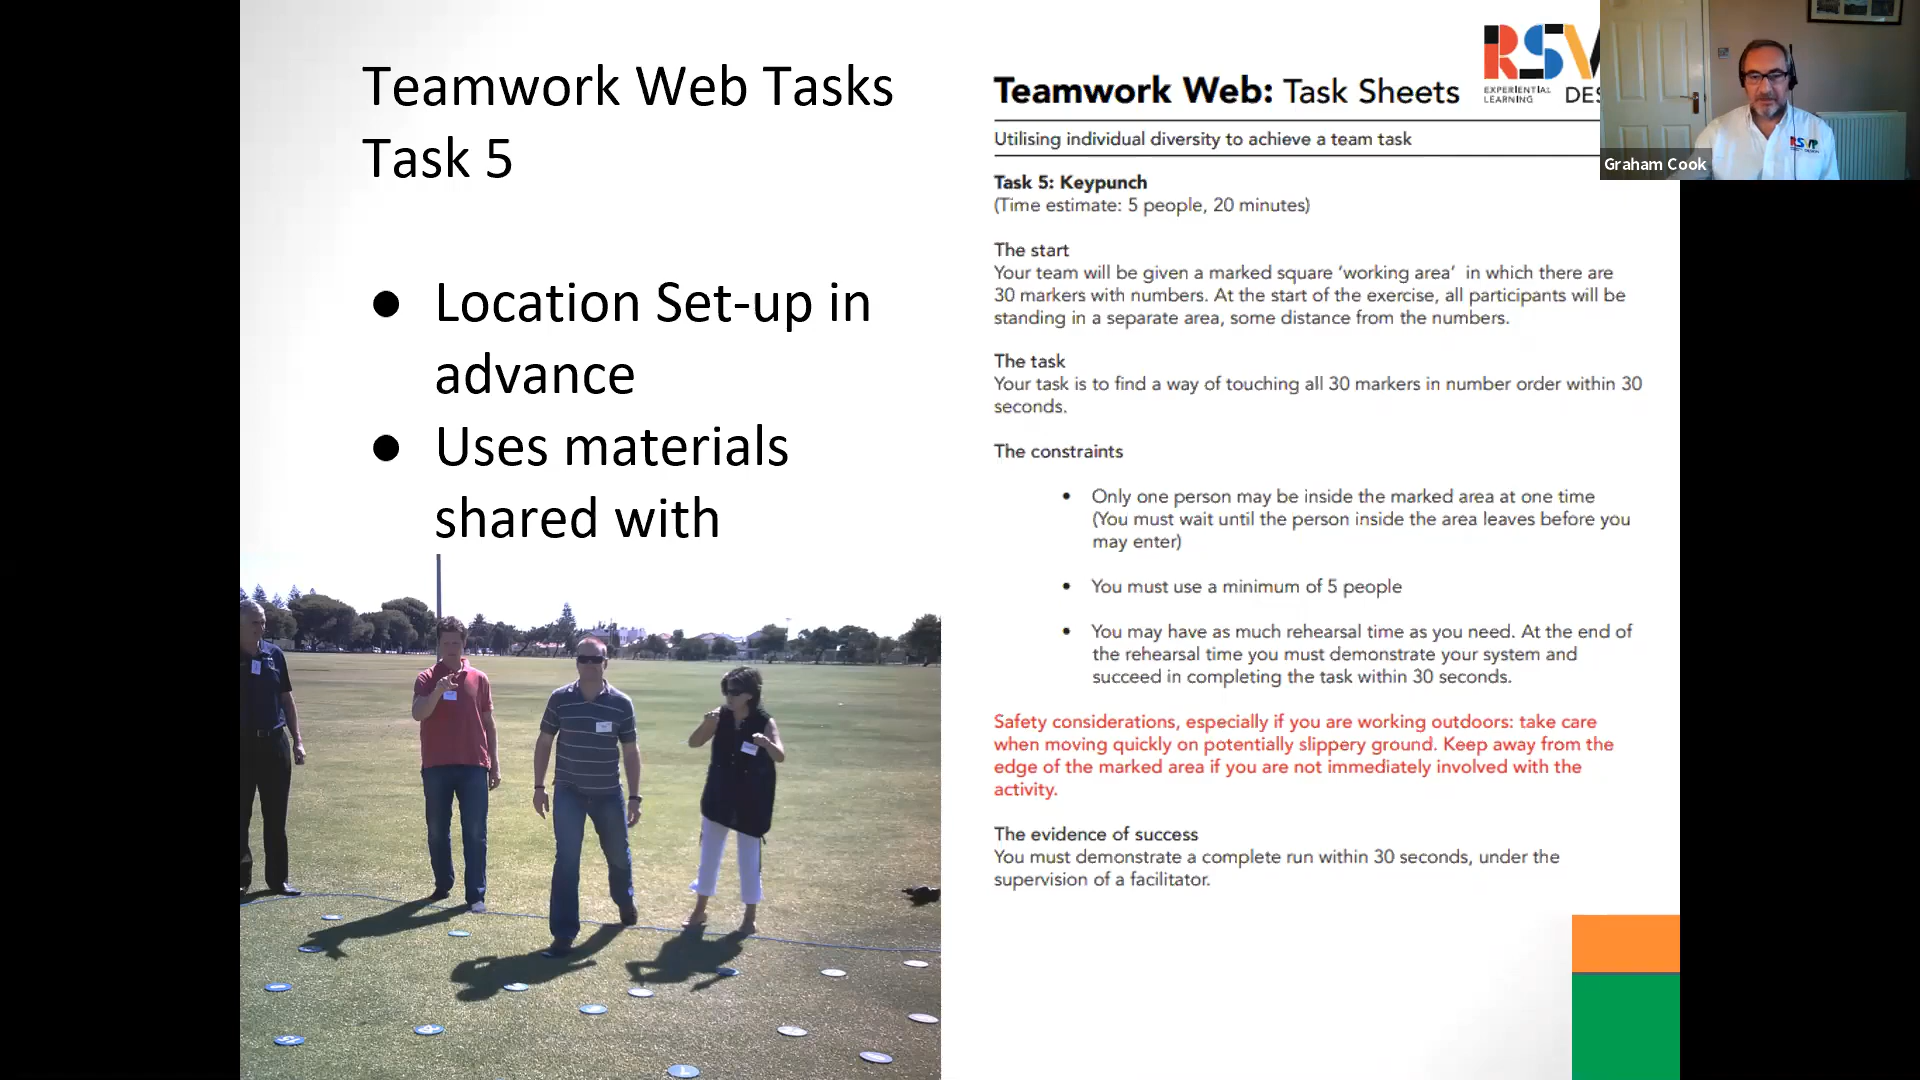 Teamwork Web Tasks
Task 5
● Location Set-up in
advance
● Uses materials
shared with
Teamwork Web: Task Sheets
RSV
EXPERIENTIAL
LEARNING
DES
Utilising individual diversity to achieve a team task
Task 5: Keypunch
(Time estimate: 5 people, 20 minutes)
The start
Your team will be given a marked square ‘working area’ in which there are
30 markers with numbers. At the start of the exercise, all participants will be
standing in a separate area, some distance from the numbers.
The task
Your task is to find a way of touching all 30 markers in number order within 30
seconds.
The constraints
• Only one person may be inside the marked area at one time
(You must wait until the person inside the area leaves before you
may enter)
• You must use a minimum of 5 people
• You may have as much rehearsal time as you need. At the end of
the rehearsal time you must demonstrate your system and
succeed in completing the task within 30 seconds.
Safety considerations, especially if you are working outdoors: take care
when moving quickly on potentially slippery ground. Keep away from the
edge of the marked area if you are not immediately involved with the
activity.
The evidence of success
You must demonstrate a complete run within 30 seconds, under the
supervision of a facilitator.
Graham Cook
RSVP